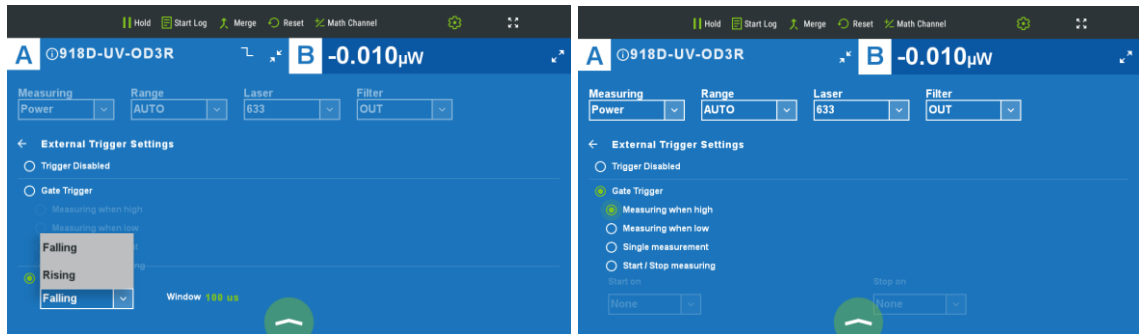 Hold Start Log Merge Reset Math Channel
A 918D-UV-OD3R B -0.010µW
Measuring Range Laser Filter
Power AUTO 633 OUT
External Trigger Settings
Trigger Disabled
Gate Trigger
Measuring when high
Measuring when low
Falling
Rising
Falling Window 100 us
Hold Start Log Merge Reset Math Channel
A 918D-UV-OD3R B -0.010µW
Measuring Range Laser Filter
Power AUTO 633 OUT
External Trigger Settings
Trigger Disabled
Gate Trigger
Measuring when high
Measuring when low
Single measurement
Start / Stop measuring
Start on Stop on
None None